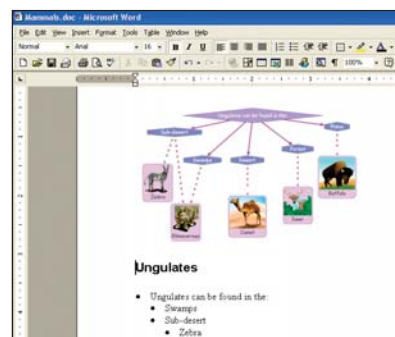 Mammals.doc - Microsoft Word
File Edit View Insert Format Tools Table Window Help
Normal Arial 16 B I U
100%
Ungulates can be found in the:
Sub-desert
Swamps
Desert
Forest
Plains
Zebra
Camel
Deer
Buffalo
Ungulates
Ungulates can be found in the:
Swamps
Sub-desert
Zebra